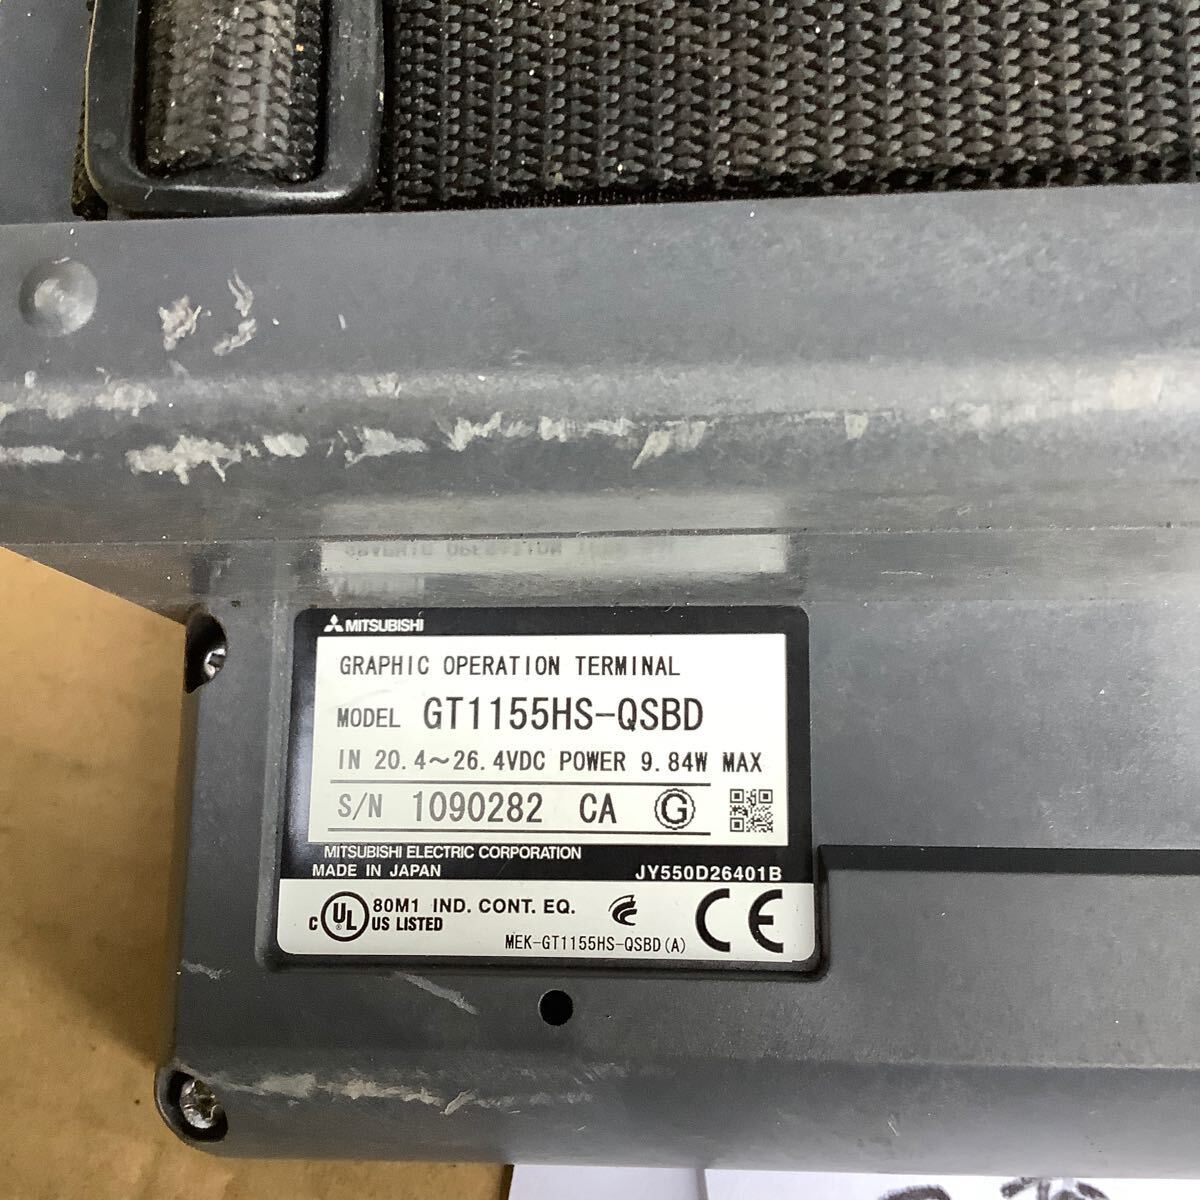 MITSUBISHI
GRAPHIC OPERATION TERMINAL
MODEL GT1155HS-QSBD
IN 20.4~26.4VDC POWER 9.84W MAX
S/N 1090282 CA G
MITSUBISHI ELECTRIC CORPORATION
MADE IN JAPAN JY550D26401B
C UL US LISTED 80M1 IND. CONT. EQ.
MEK-GT1155HS-QSBD(A)
CE